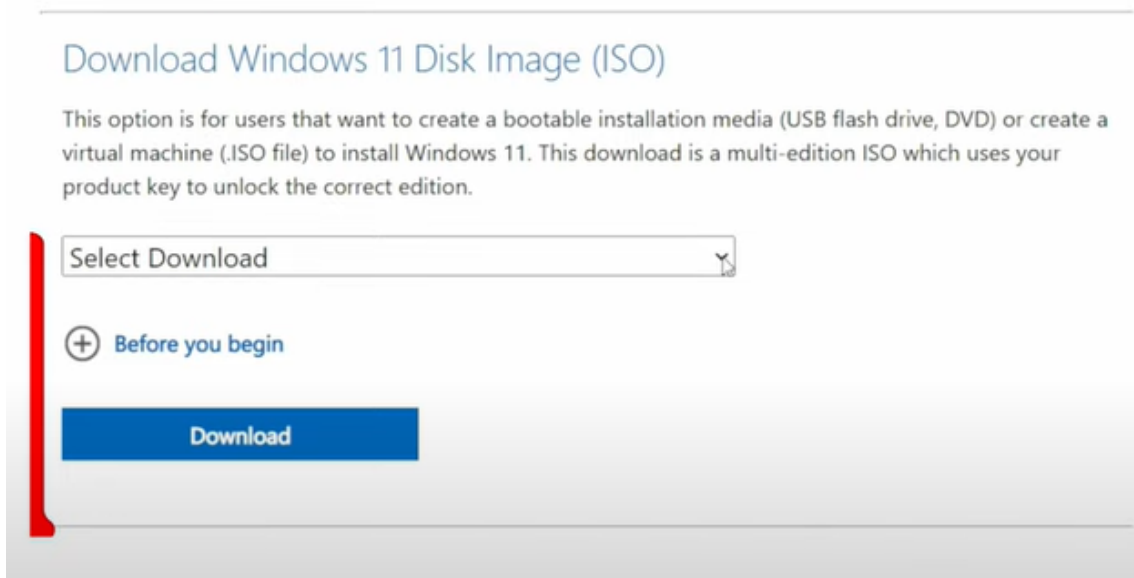 Download Windows 11 Disk Image (ISO)
This option is for users that want to create a bootable installation media (USB flash drive, DVD) or create a
virtual machine (.ISO file) to install Windows 11. This download is a multi-edition ISO which uses your
product key to unlock the correct edition.
Select Download
Before you begin
Download